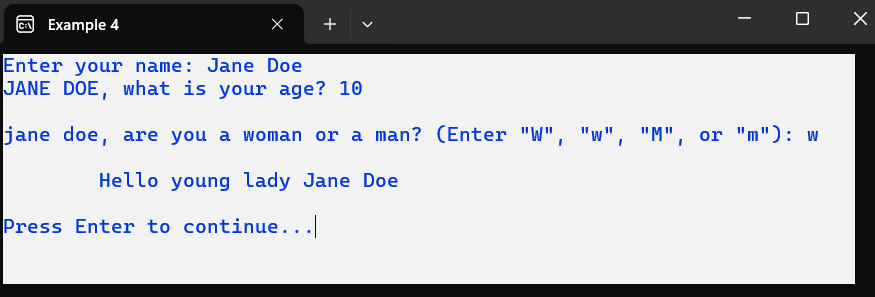 Example 4
Enter your name: Jane Doe
JANE DOE, what is your age? 10
jane doe, are you a woman or a man? (Enter "W", "w", "M", or "m"): w
Hello young lady Jane Doe
Press Enter to continue...